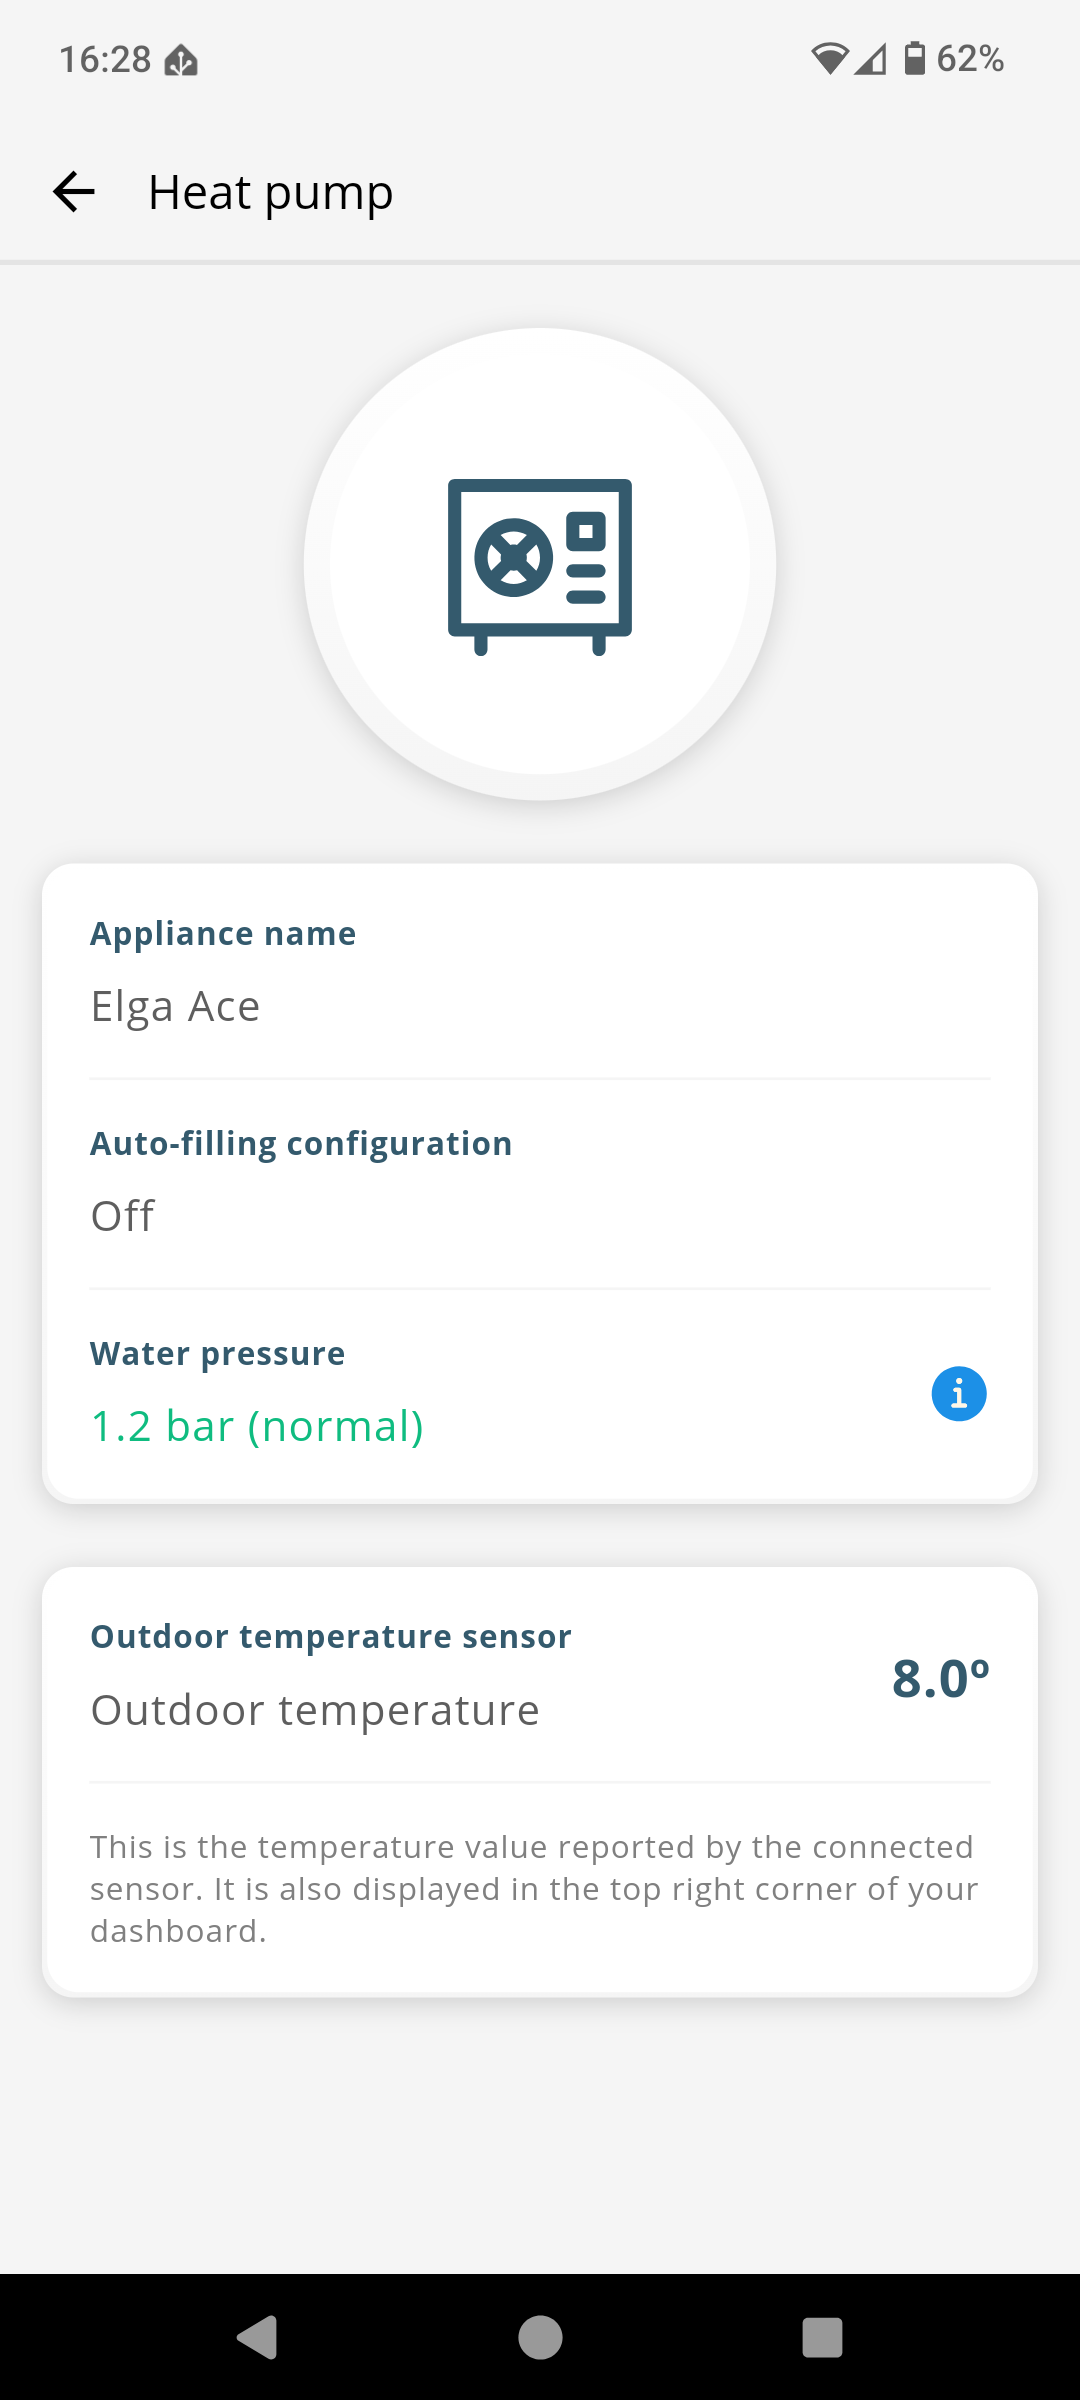 16:28 62%
Heat pump
Appliance name
Elga Ace
Auto-filling configuration
Off
Water pressure
1.2 bar (normal)
Outdoor temperature sensor
8.0º
Outdoor temperature
This is the temperature value reported by the connected
sensor. It is also displayed in the top right corner of your
dashboard.